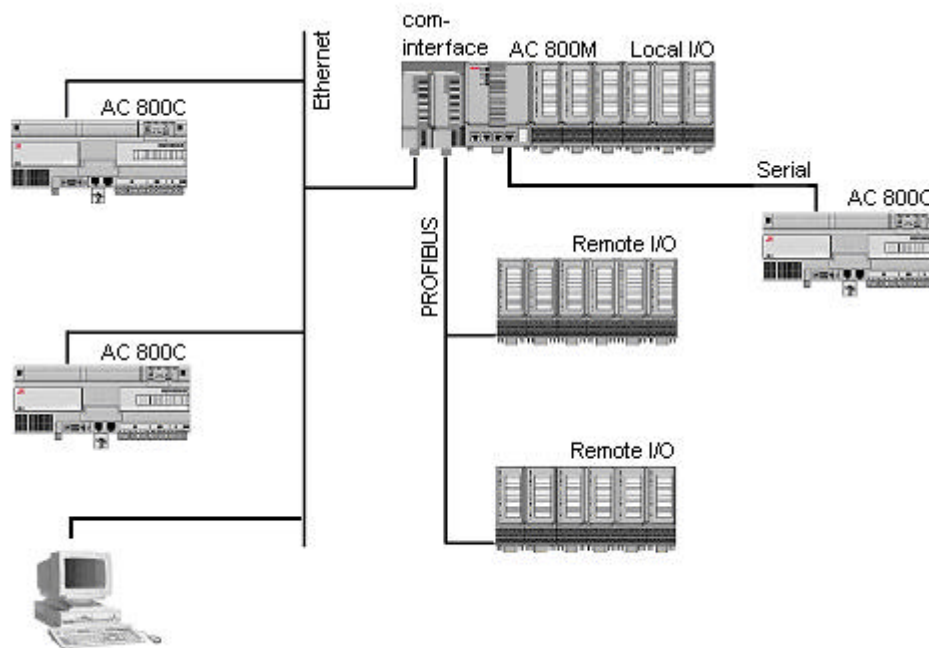 com-
interface
AC 800M
Local I/O
Ethernet
AC 800C
Serial
AC 800C
Remote I/O
PROFIBUS
AC 800C
Remote I/O